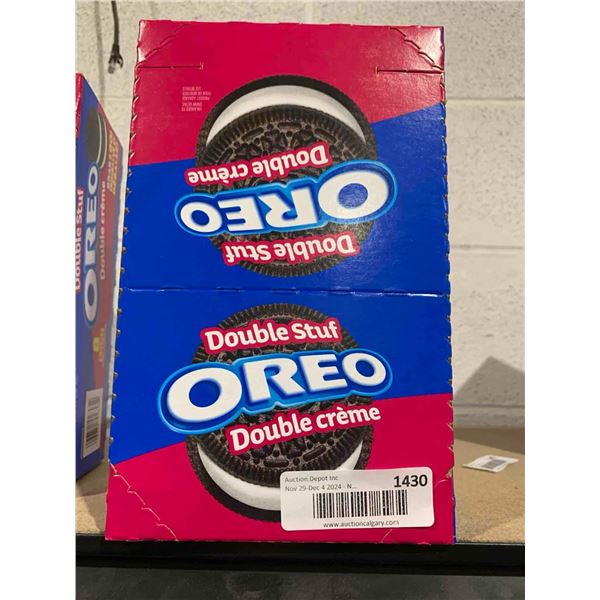 Double crème
OREO
Double Stuf
Double Stuf
OREO
Double crème
Auction Depot Inc
Nov 29-Dec 4 2024 - N...
1430
www.auctioncalgary.com
Double Stuf
OREO
Double crème